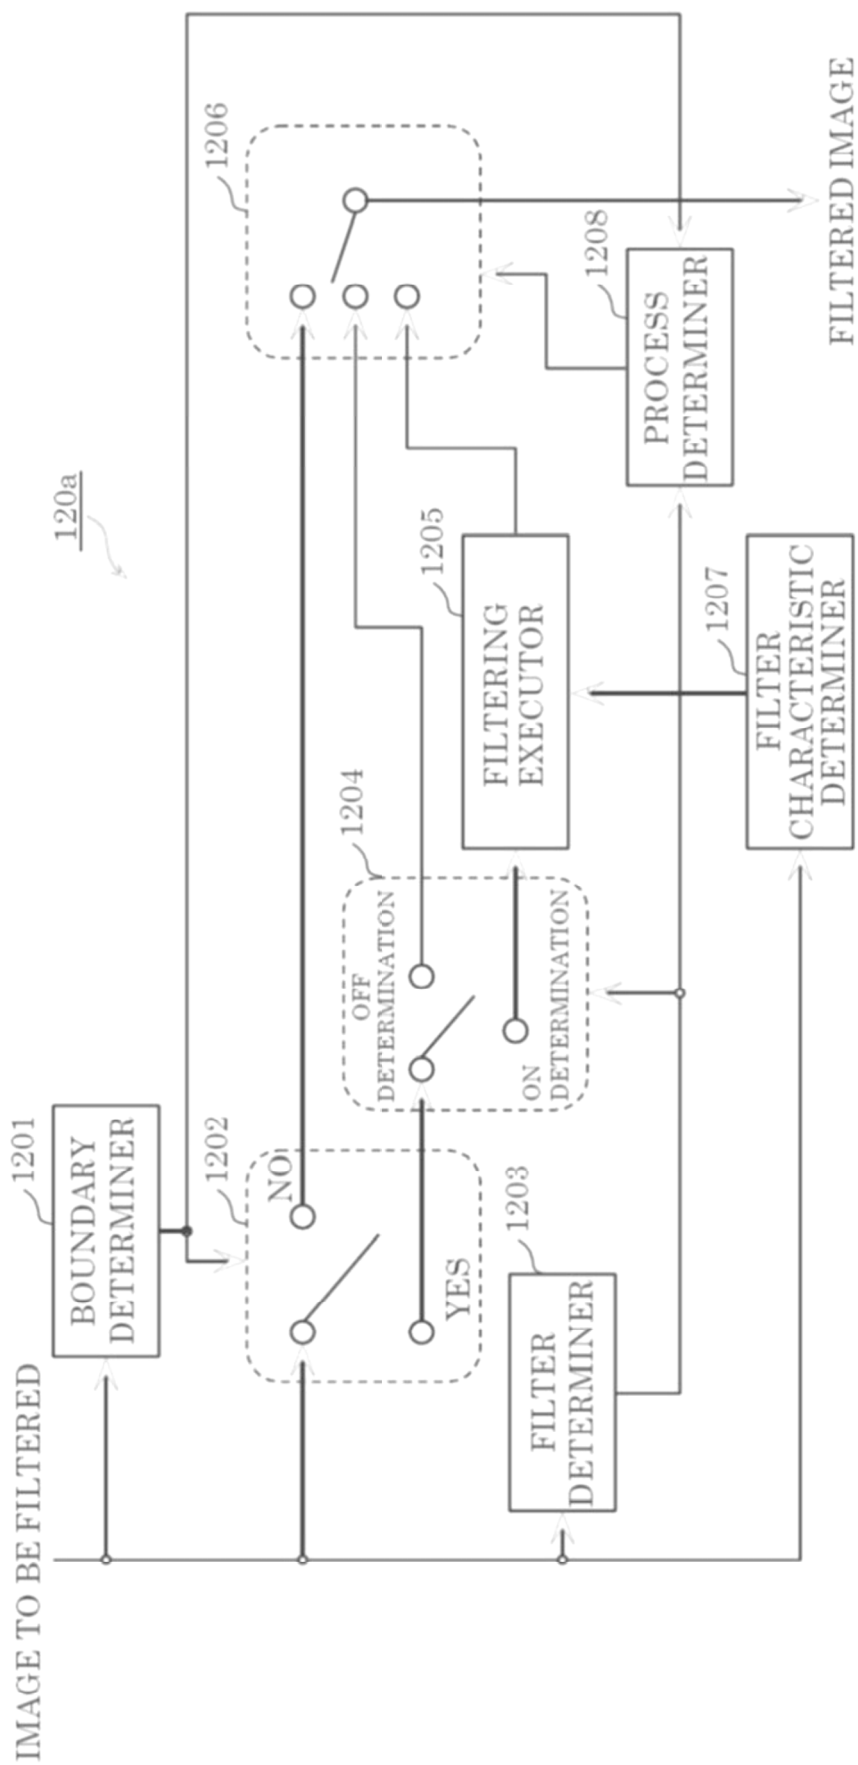 120a
IMAGE TO BE FILTERED
1201
BOUNDARY
DETERMINER
1202
NO
YES
1203
FILTER
DETERMINER
1204
OFF
DETERMINATION
ON
DETERMINATION
1205
FILTERING
EXECUTOR
1206
1207
FILTER
CHARACTERISTIC
DETERMINER
1208
PROCESS
DETERMINER
FILTERED IMAGE